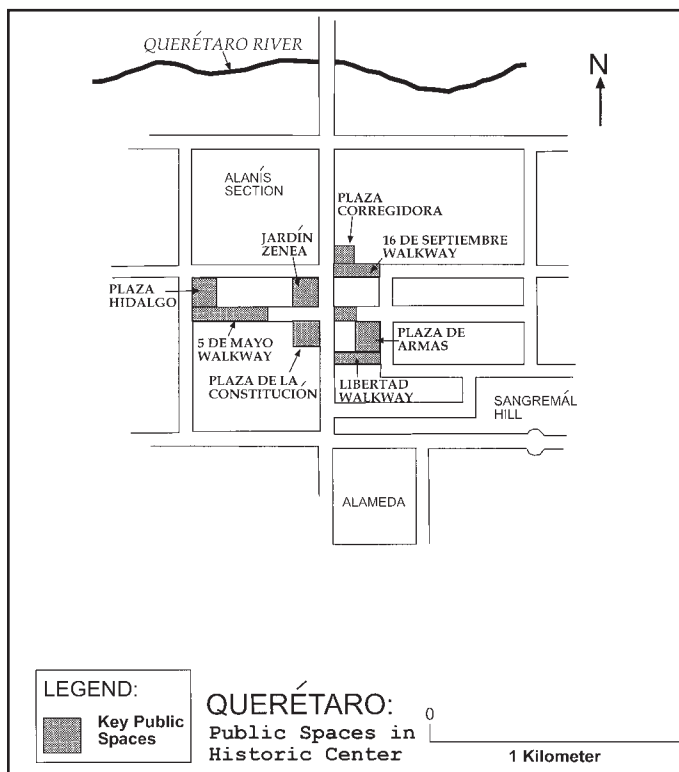 QUERÉTARO RIVER
N
ALANÍS
SECTION
PLAZA
CORREGIDORA
JARDÍN
ZENEA
16 DE SEPTIEMBRE
WALKWAY
PLAZA
HIDALGO
5 DE MAYO
WALKWAY
PLAZA DE
ARMAS
PLAZA DE LA
CONSTITUCIÓN
LIBERTAD
WALKWAY
SANGREMÁL
HILL
ALAMEDA
LEGEND:
Key Public
Spaces
QUERÉTARO:
Public Spaces in
Historic Center
0
1 Kilometer